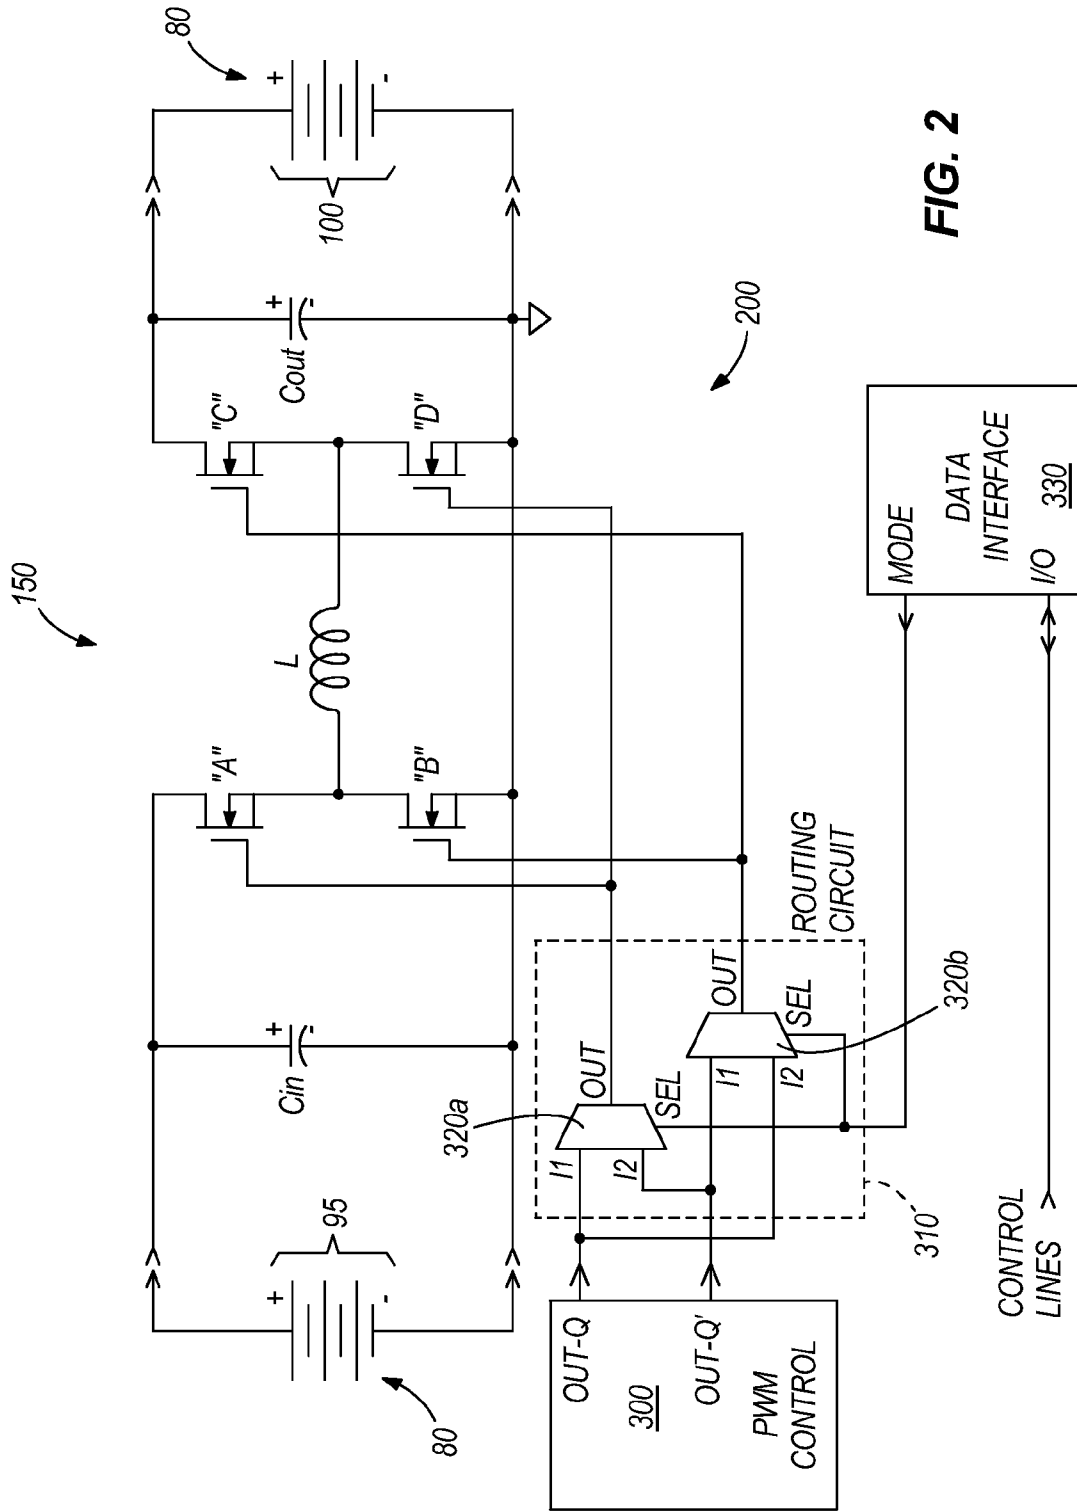 150
80
80
+
-
95
+
-
100
Cin
+
-
Cout
+
-
"A"
"B"
L
"C"
"D"
200
OUT-Q
300
OUT-Q'
PWM
CONTROL
320a
I1
I2
OUT
SEL
I1
I2
OUT
SEL
320b
310
ROUTING
CIRCUIT
MODE
DATA
INTERFACE
330
I/O
CONTROL
LINES
FIG. 2